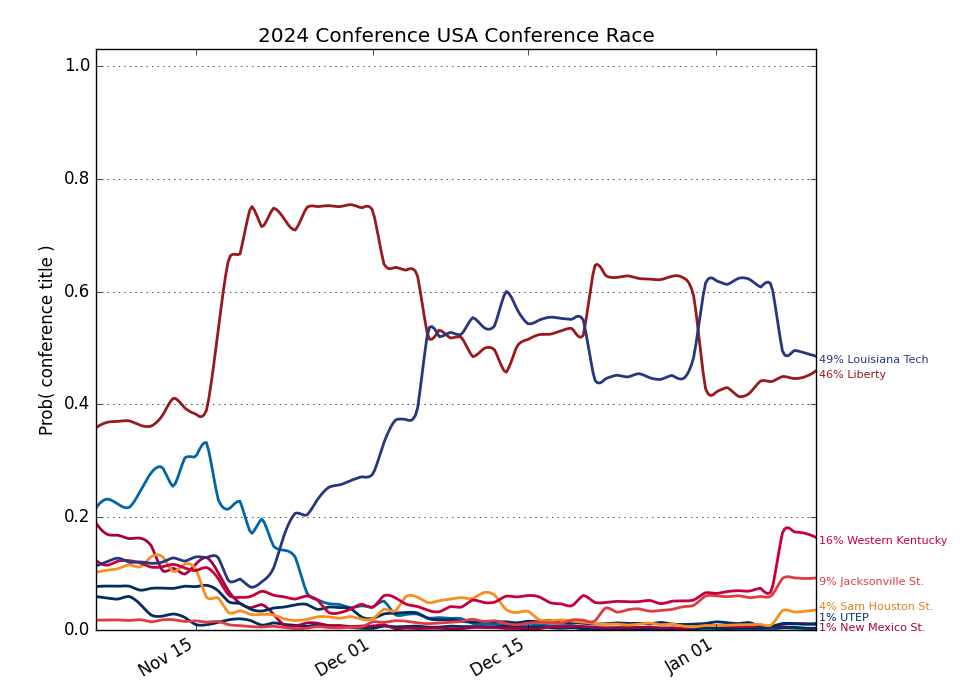 2024 Conference USA Conference Race
Prob( conference title )
1.0
0.8
0.6
0.4
0.2
0.0
Nov 15
Dec 01
Dec 15
Jan 01
49% Louisiana Tech
46% Liberty
16% Western Kentucky
9% Jacksonville St.
4% Sam Houston St.
1% UTEP
1% New Mexico St.